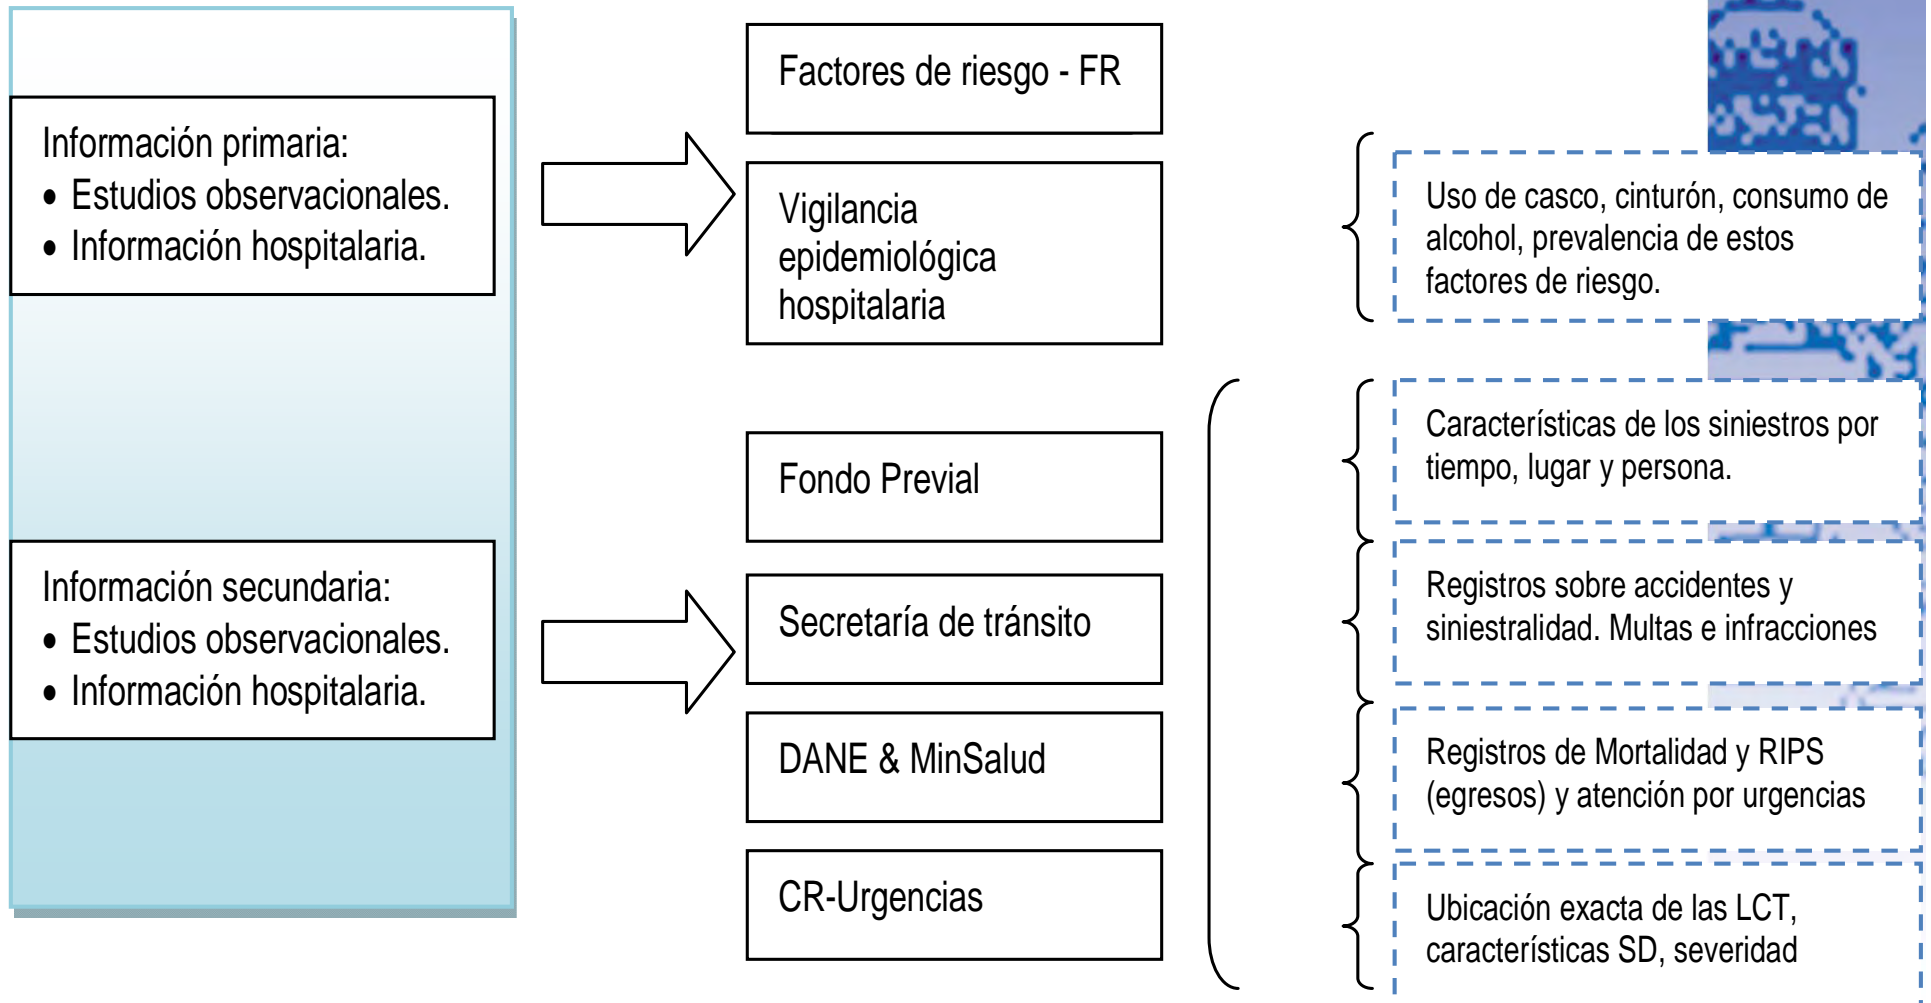 Información primaria:
• Estudios observacionales.
• Información hospitalaria.
Factores de riesgo - FR
Vigilancia
epidemiológica
hospitalaria
Uso de casco, cinturón, consumo de
alcohol, prevalencia de estos
factores de riesgo.
Información secundaria:
• Estudios observacionales.
• Información hospitalaria.
Fondo Previal
Características de los siniestros por
tiempo, lugar y persona.
Secretaría de tránsito
Registros sobre accidentes y
siniestralidad. Multas e infracciones
DANE & MinSalud
Registros de Mortalidad y RIPS
(egresos) y atención por urgencias
CR-Urgencias
Ubicación exacta de las LCT,
características SD, severidad